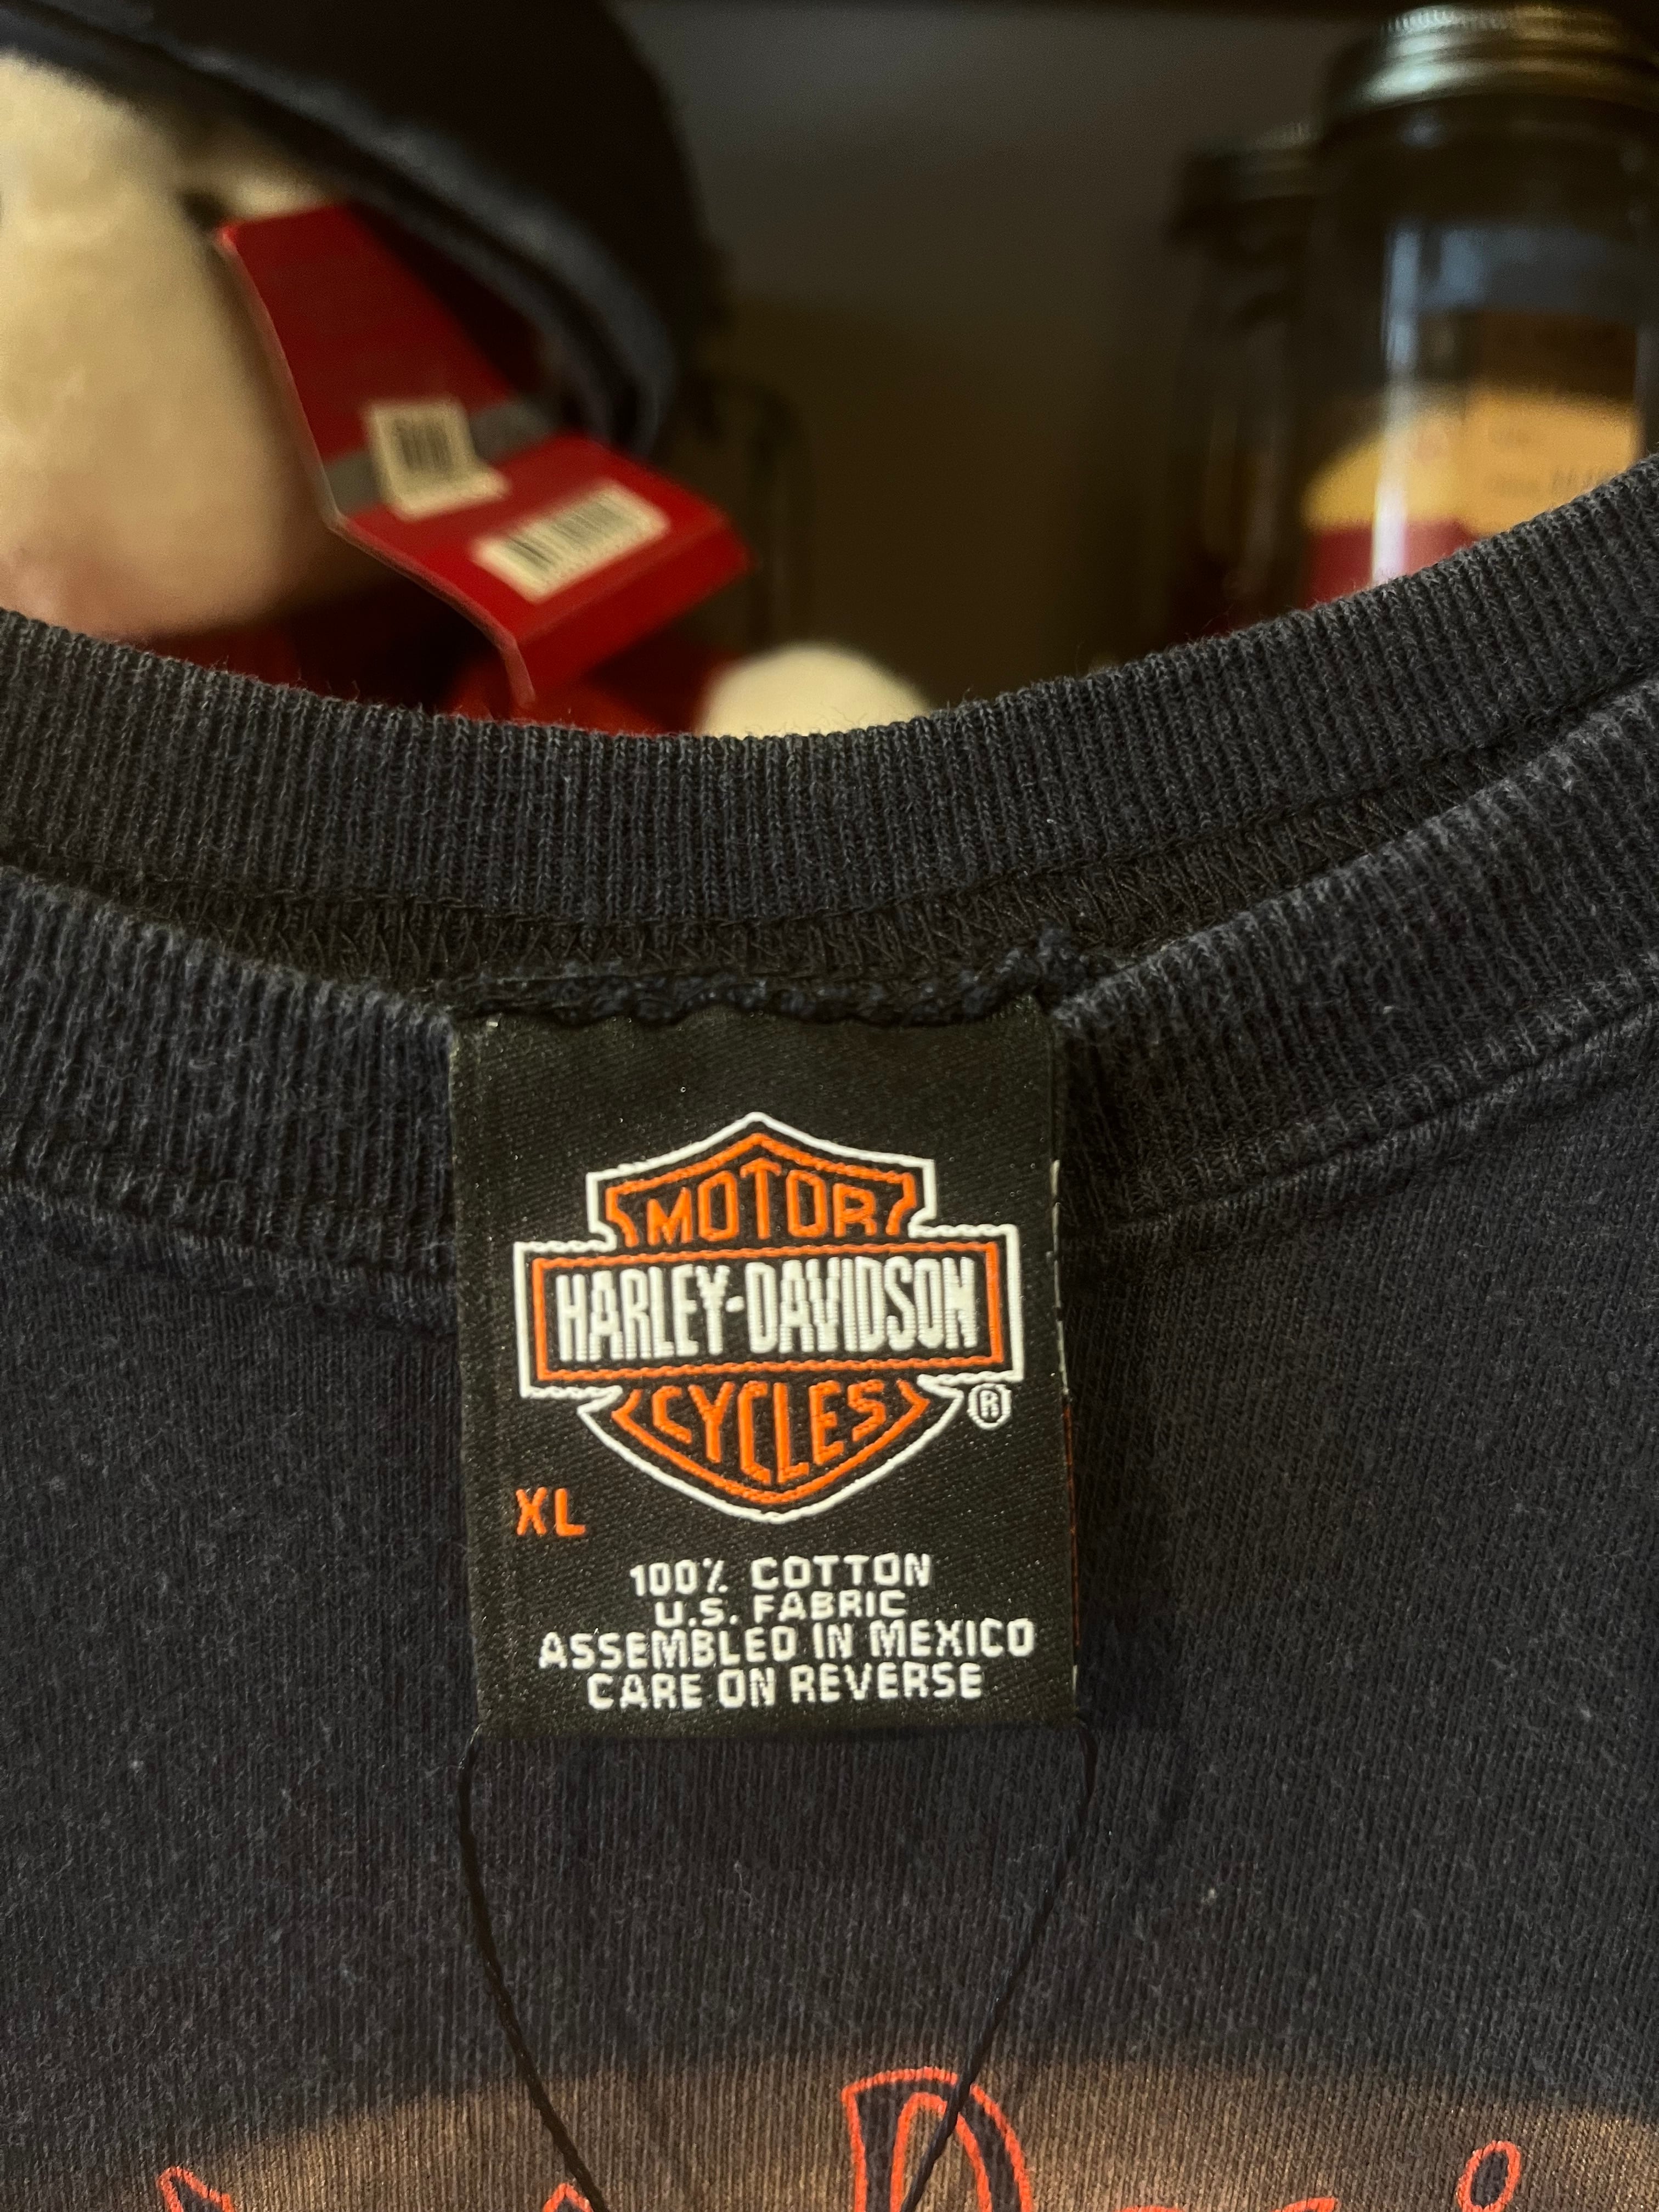 MOTOR
HARLEY-DAVIDSON
CYCLES
®
XL
100% COTTON
U.S. FABRIC
ASSEMBLED IN MEXICO
CARE ON REVERSE